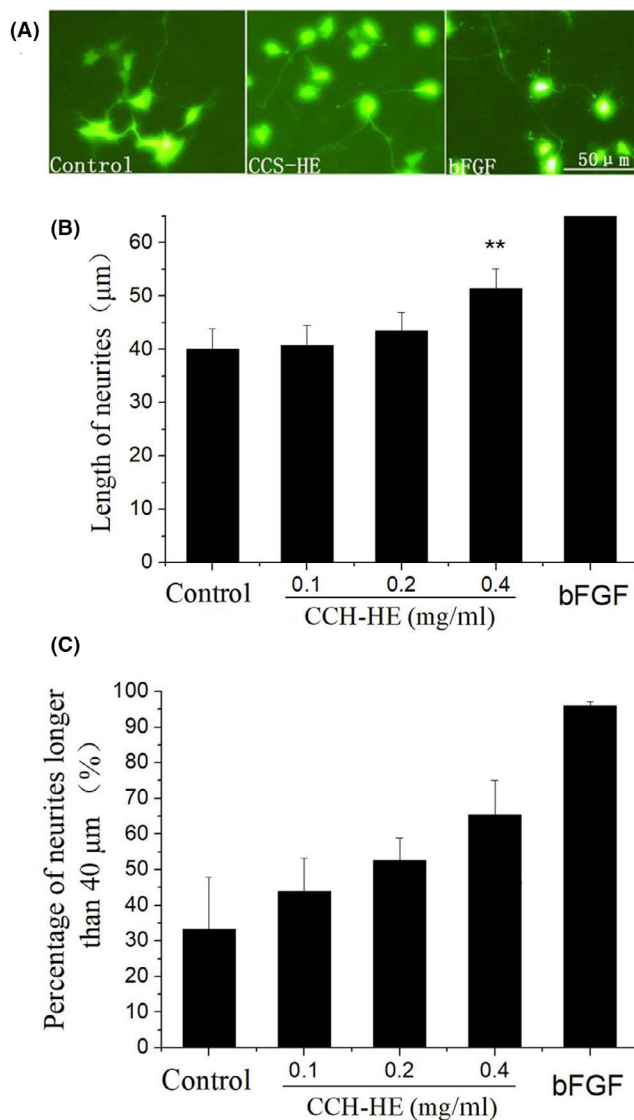 (A)
Control
CCS-HE
bFGF
50 μm
(B)
Length of neurites（μm）
60
50
40
30
20
10
0
**
Control
0.1
0.2
0.4
bFGF
CCH-HE (mg/ml)
(C)
Percentage of neurites longer
than 40 μm（%）
100
90
80
70
60
50
40
30
20
10
0
Control
0.1
0.2
0.4
bFGF
CCH-HE (mg/ml)